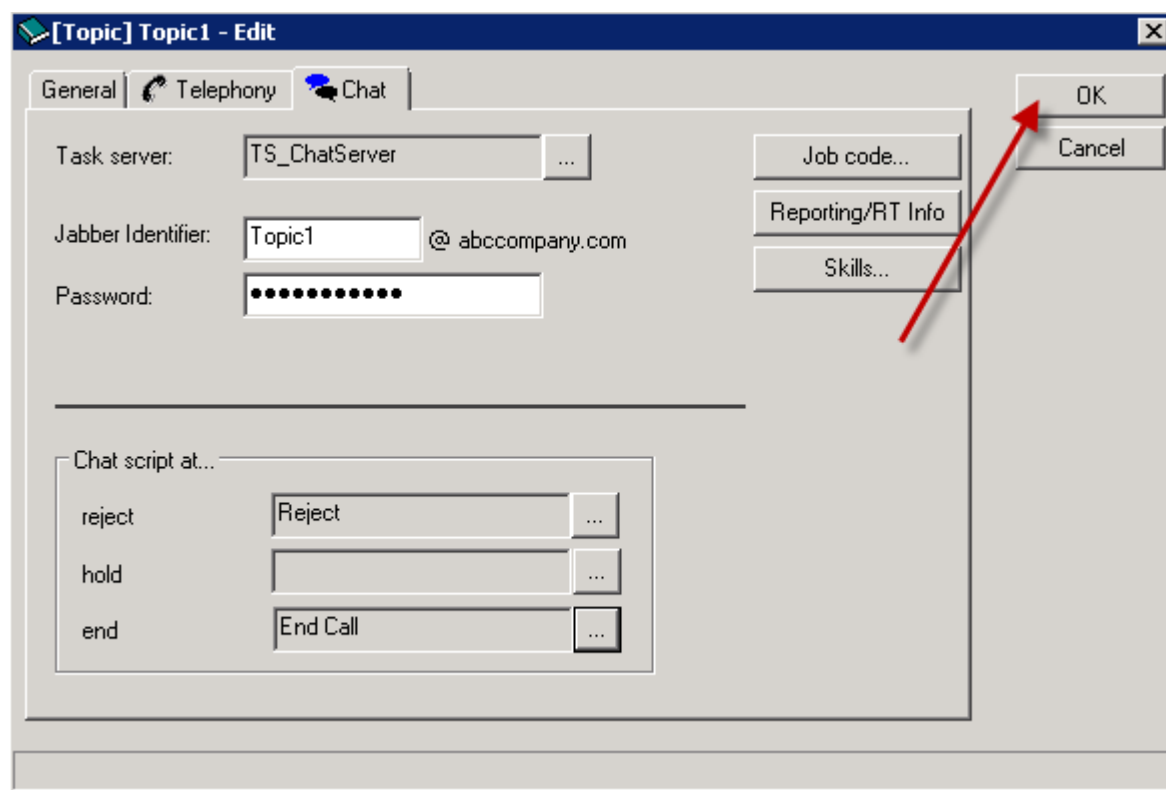 [Topic] Topic1 - Edit
General Telephony Chat
OK
Cancel
Task server: TS_ChatServer ...
Job code...
Jabber Identifier: Topic1 @ abccompany.com
Reporting/RT Info
Password: •••••••••••
Skills...
Chat script at...
reject Reject ...
hold ...
end End Call ...